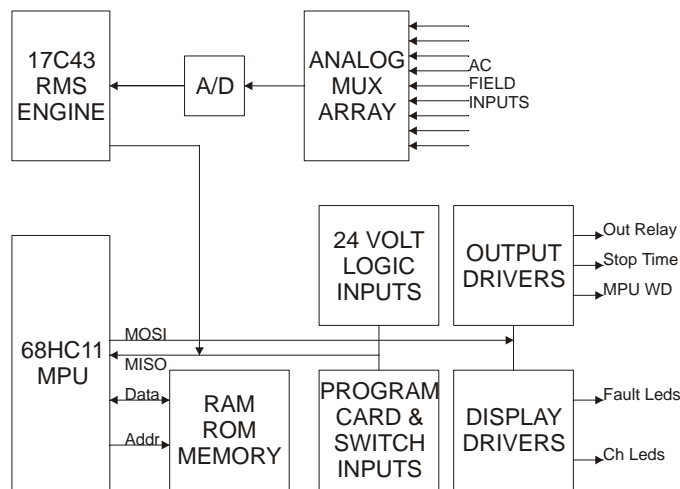 17C43
RMS
ENGINE
A/D
ANALOG
MUX
ARRAY
AC
FIELD
INPUTS
24 VOLT
LOGIC
INPUTS
OUTPUT
DRIVERS
Out Relay
Stop Time
MPU WD
68HC11
MPU
MOSI
MISO
Data
Addr
RAM
ROM
MEMORY
PROGRAM
CARD &
SWITCH
INPUTS
DISPLAY
DRIVERS
Fault Leds
Ch Leds